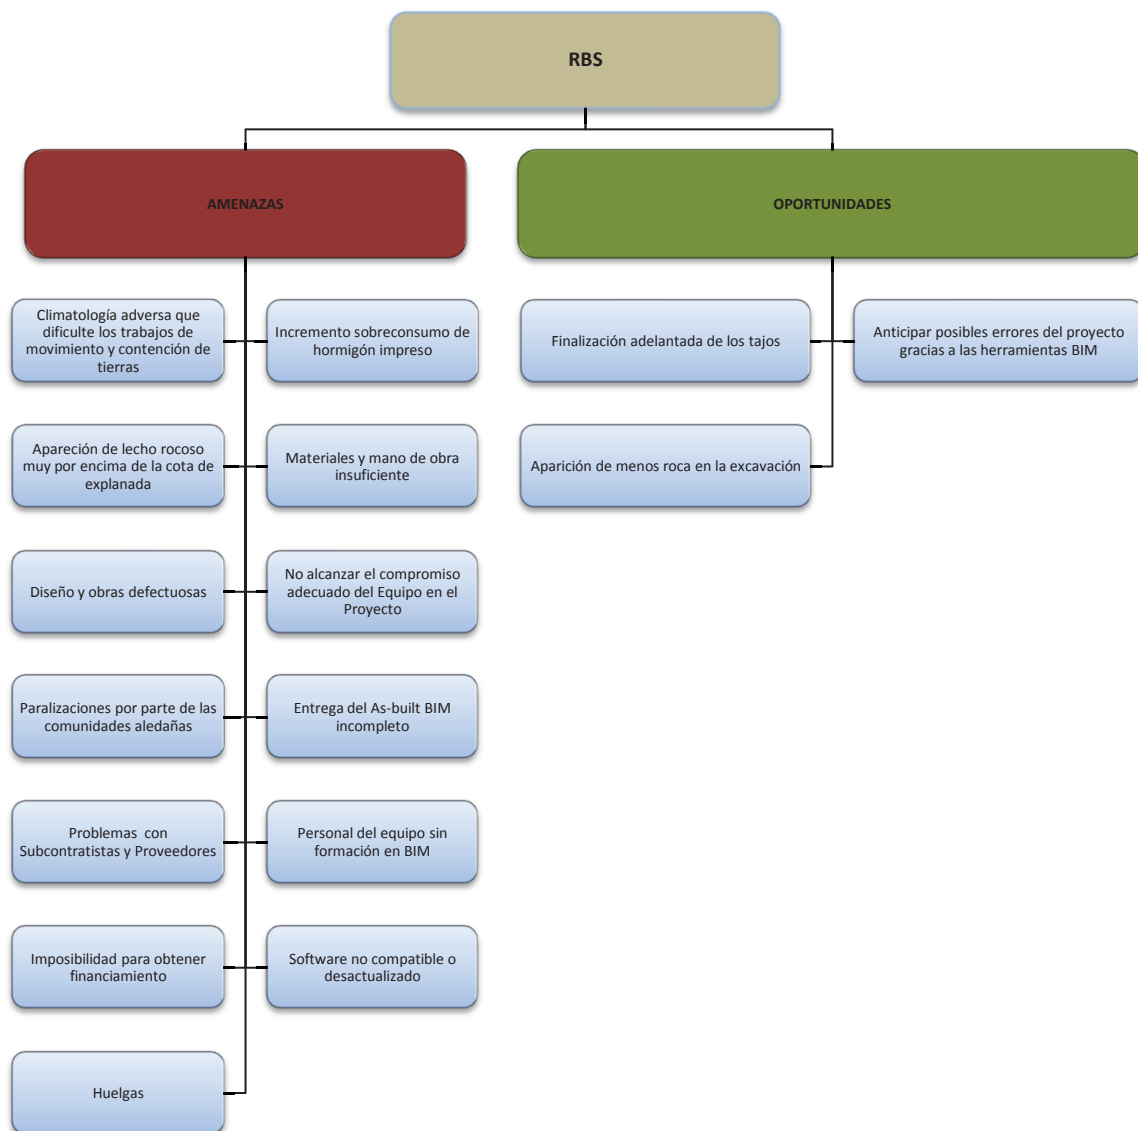 RBS
AMENAZAS
OPORTUNIDADES
Climatología adversa que
dificulte los trabajos de
movimiento y contención de
tierras
Incremento sobreconsumo de
hormigón impreso
Finalización adelantada de los tajos
Anticipar posibles errores del proyecto
gracias a las herramientas BIM
Apareción de lecho rocoso
muy por encima de la cota de
explanada
Materiales y mano de obra
insuficiente
Aparición de menos roca en la excavación
Diseño y obras defectuosas
No alcanzar el compromiso
adecuado del Equipo en el
Proyecto
Paralizaciones por parte de las
comunidades aledañas
Entrega del As-built BIM
incompleto
Problemas con
Subcontratistas y Proveedores
Personal del equipo sin
formación en BIM
Imposibilidad para obtener
financiamiento
Software no compatible o
desactualizado
Huelgas